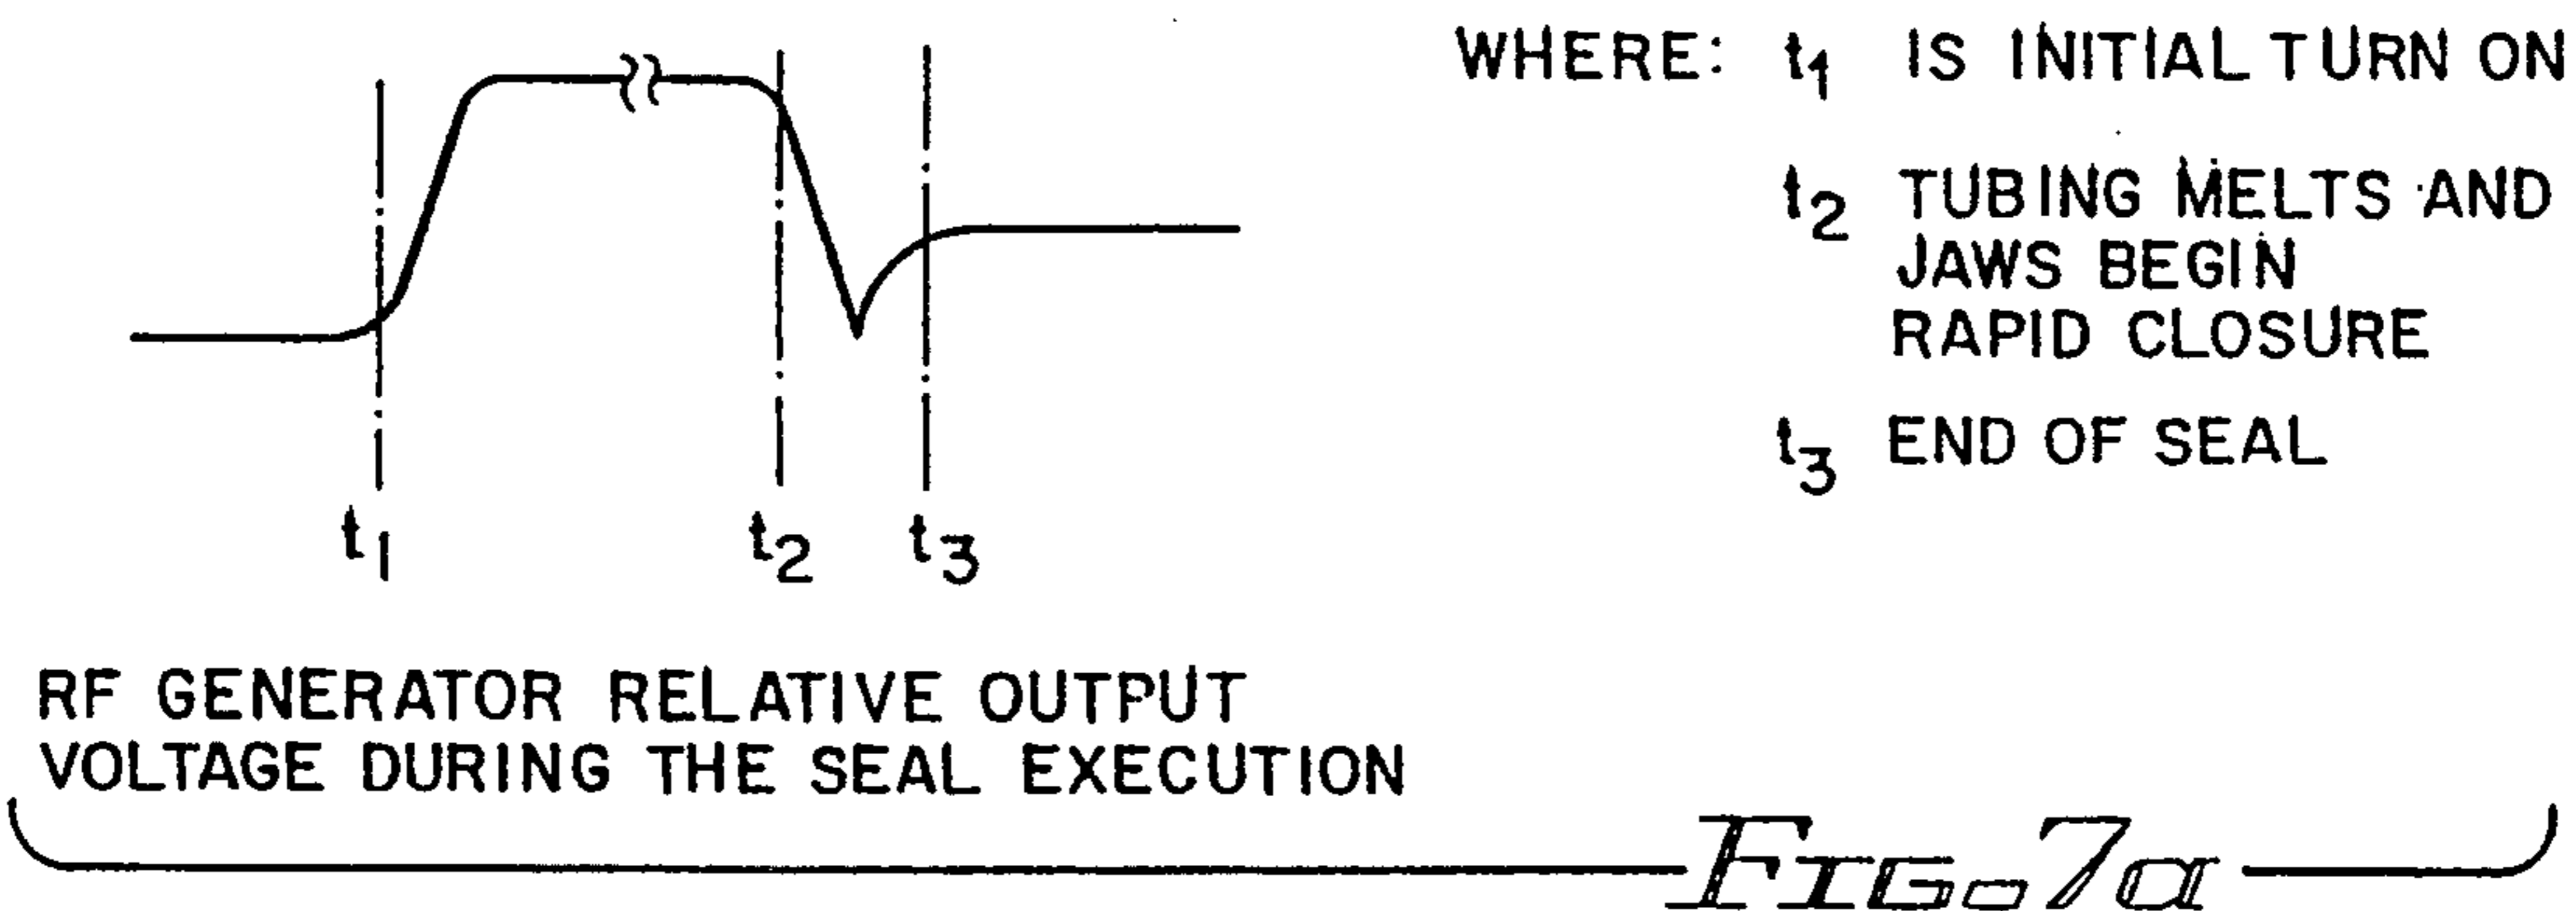 WHERE: t1 IS INITIAL TURN ON
t2 TUBING MELTS AND
JAWS BEGIN
RAPID CLOSURE
t3 END OF SEAL
t1 t2 t3
RF GENERATOR RELATIVE OUTPUT
VOLTAGE DURING THE SEAL EXECUTION
FIG. 7a